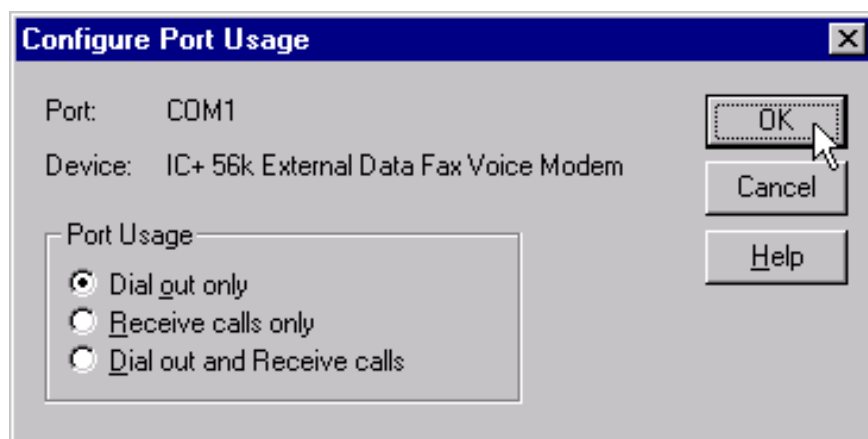 Configure Port Usage
Port: COM1
Device: IC+ 56k External Data Fax Voice Modem
Port Usage
Dial out only
Receive calls only
Dial out and Receive calls
OK
Cancel
Help